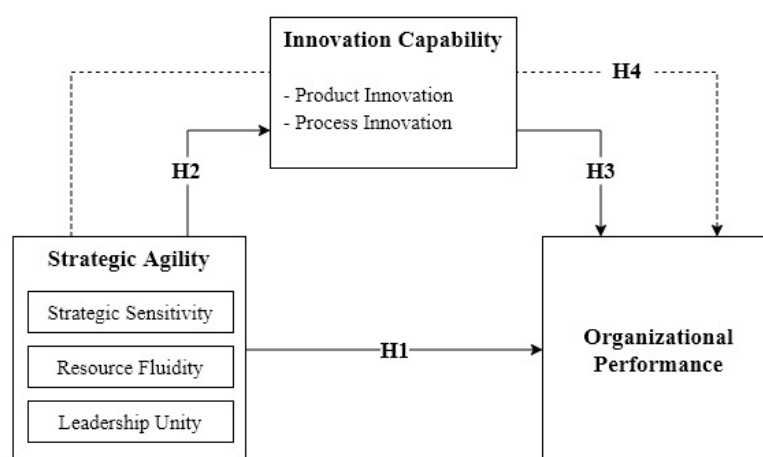 Innovation Capability
- Product Innovation
- Process Innovation
H4
H2
H3
Strategic Agility
Strategic Sensitivity
Resource Fluidity
Leadership Unity
H1
Organizational
Performance